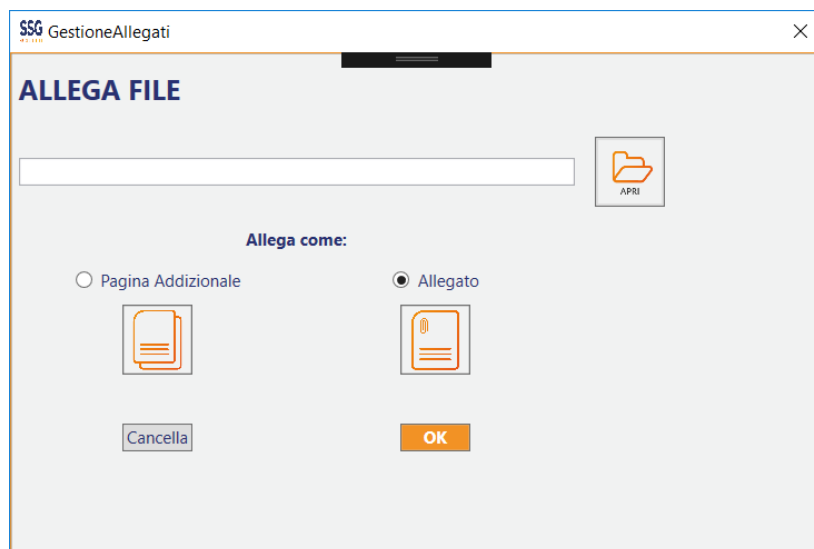 SSG GestioneAllegati
ALLEGA FILE
APRI
Allega come:
Pagina Addizionale
Allegato
Cancella
OK